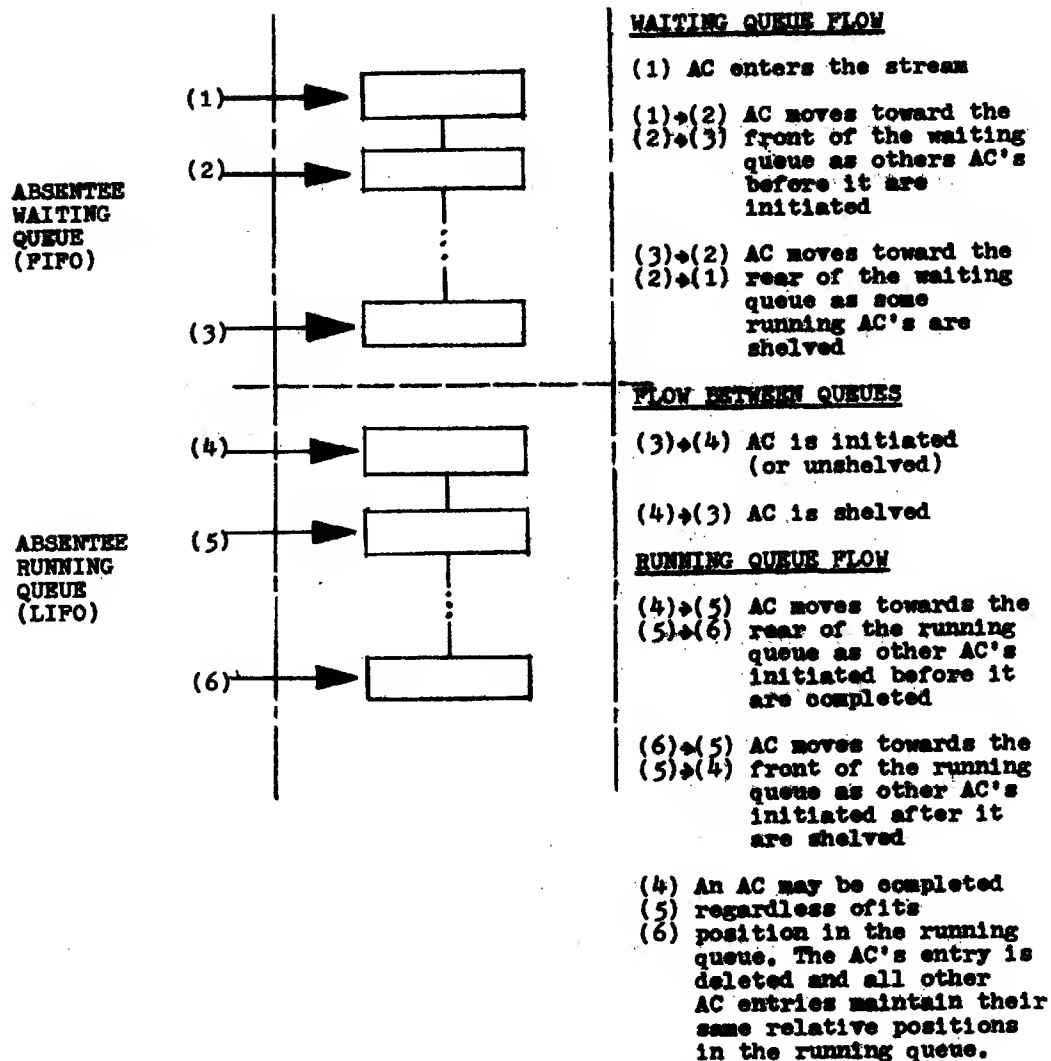 WAITING QUEUE FLOW
(1) AC enters the stream
(1)→(2) AC moves toward the
(2)→(3) front of the waiting
queue as others AC's
before it are
initiated
(3)→(2) AC moves toward the
(2)→(1) rear of the waiting
queue as some
running AC's are
shelved
FLOW BETWEEN QUEUES
(3)→(4) AC is initiated
(or unshelved)
(4)→(3) AC is shelved
RUNNING QUEUE FLOW
(4)→(5) AC moves towards the
(5)→(6) rear of the running
queue as other AC's
initiated before it
are completed
(6)→(5) AC moves towards the
(5)→(4) front of the running
queue as other AC's
initiated after it
are shelved
(4) An AC may be completed
(5) regardless ofits
(6) position in the running
queue. The AC's entry is
deleted and all other
AC entries maintain their
same relative positions
in the running queue.
ABSENTEE
WAITING
QUEUE
(FIFO)
(1)
(2)
(3)
ABSENTEE
RUNNING
QUEUE
(LIFO)
(4)
(5)
(6)